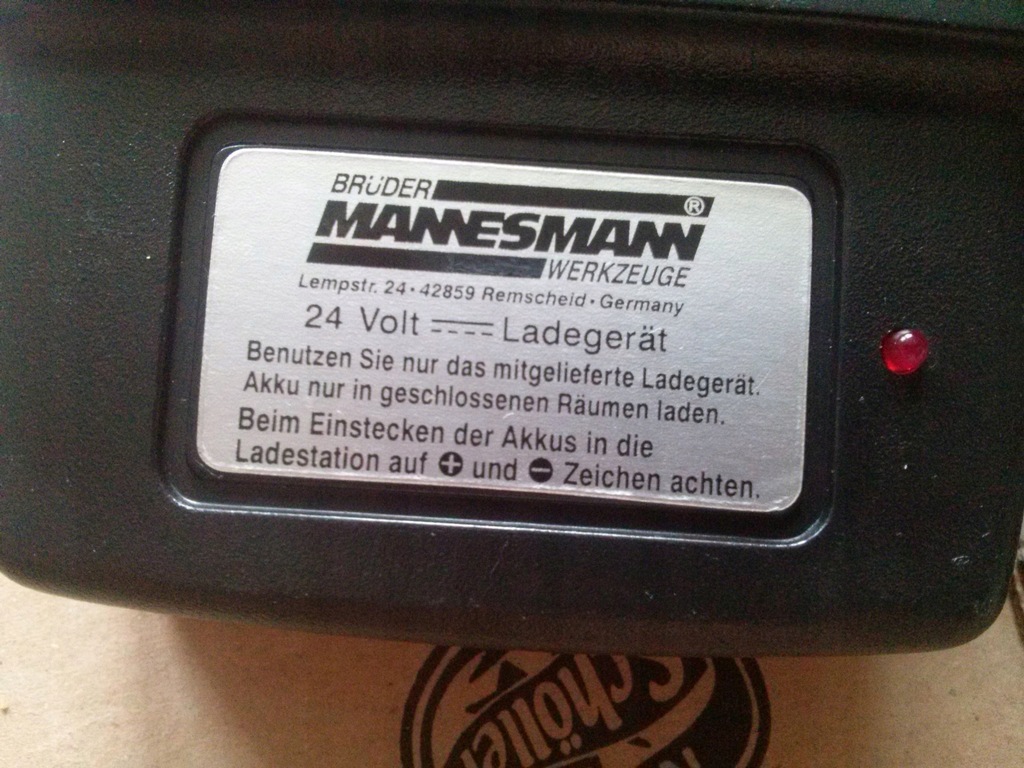 BRÜDER
MANNESMANN ®
WERKZEUGE
Lempstr. 24 · 42859 Remscheid · Germany
24 Volt ⎓ Ladegerät
Benutzen Sie nur das mitgelieferte Ladegerät.
Akku nur in geschlossenen Räumen laden.
Beim Einstecken der Akkus in die
Ladestation auf + und − Zeichen achten.
Schöller